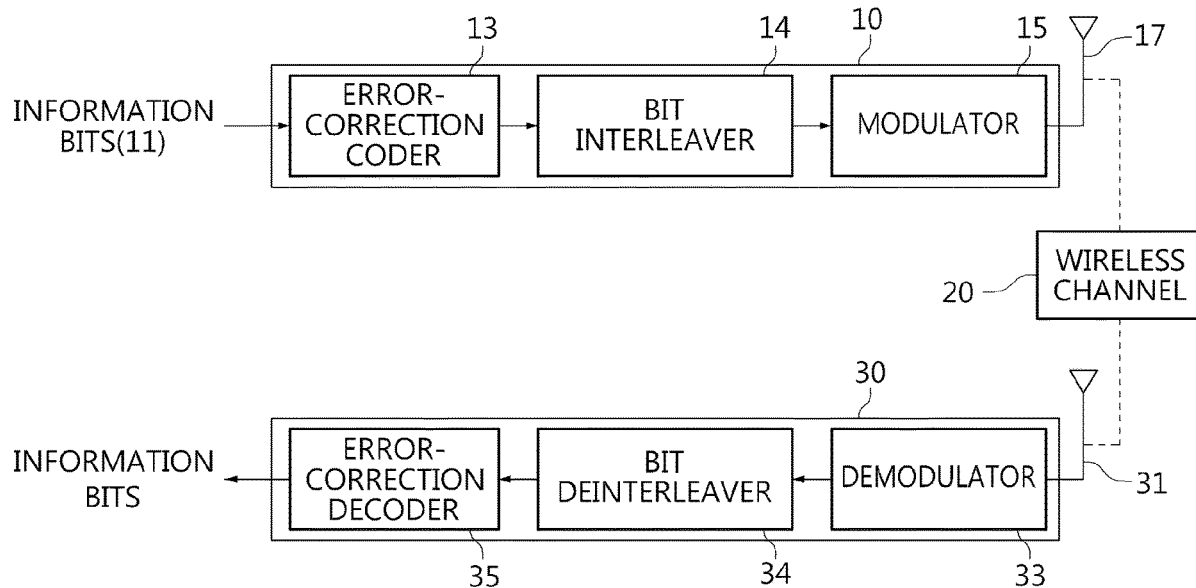 13
14
10
15
17
INFORMATION
BITS(11)
ERROR-
CORRECTION
CODER
BIT
INTERLEAVER
MODULATOR
20
WIRELESS
CHANNEL
30
INFORMATION
BITS
ERROR-
CORRECTION
DECODER
BIT
DEINTERLEAVER
DEMODULATOR
31
35
34
33